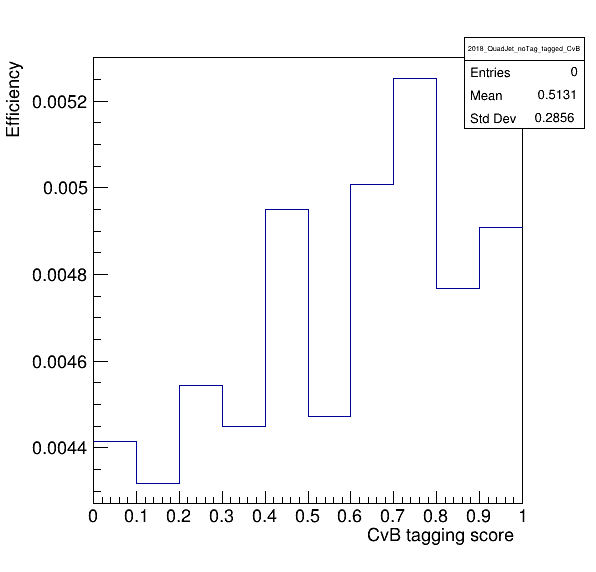 2018_QuadJet_noTag_tagged_CvB
Entries 0
Mean 0.5131
Std Dev 0.2856
Efficiency
0.0052
0.005
0.0048
0.0046
0.0044
0 0.1 0.2 0.3 0.4 0.5 0.6 0.7 0.8 0.9 1
CvB tagging score